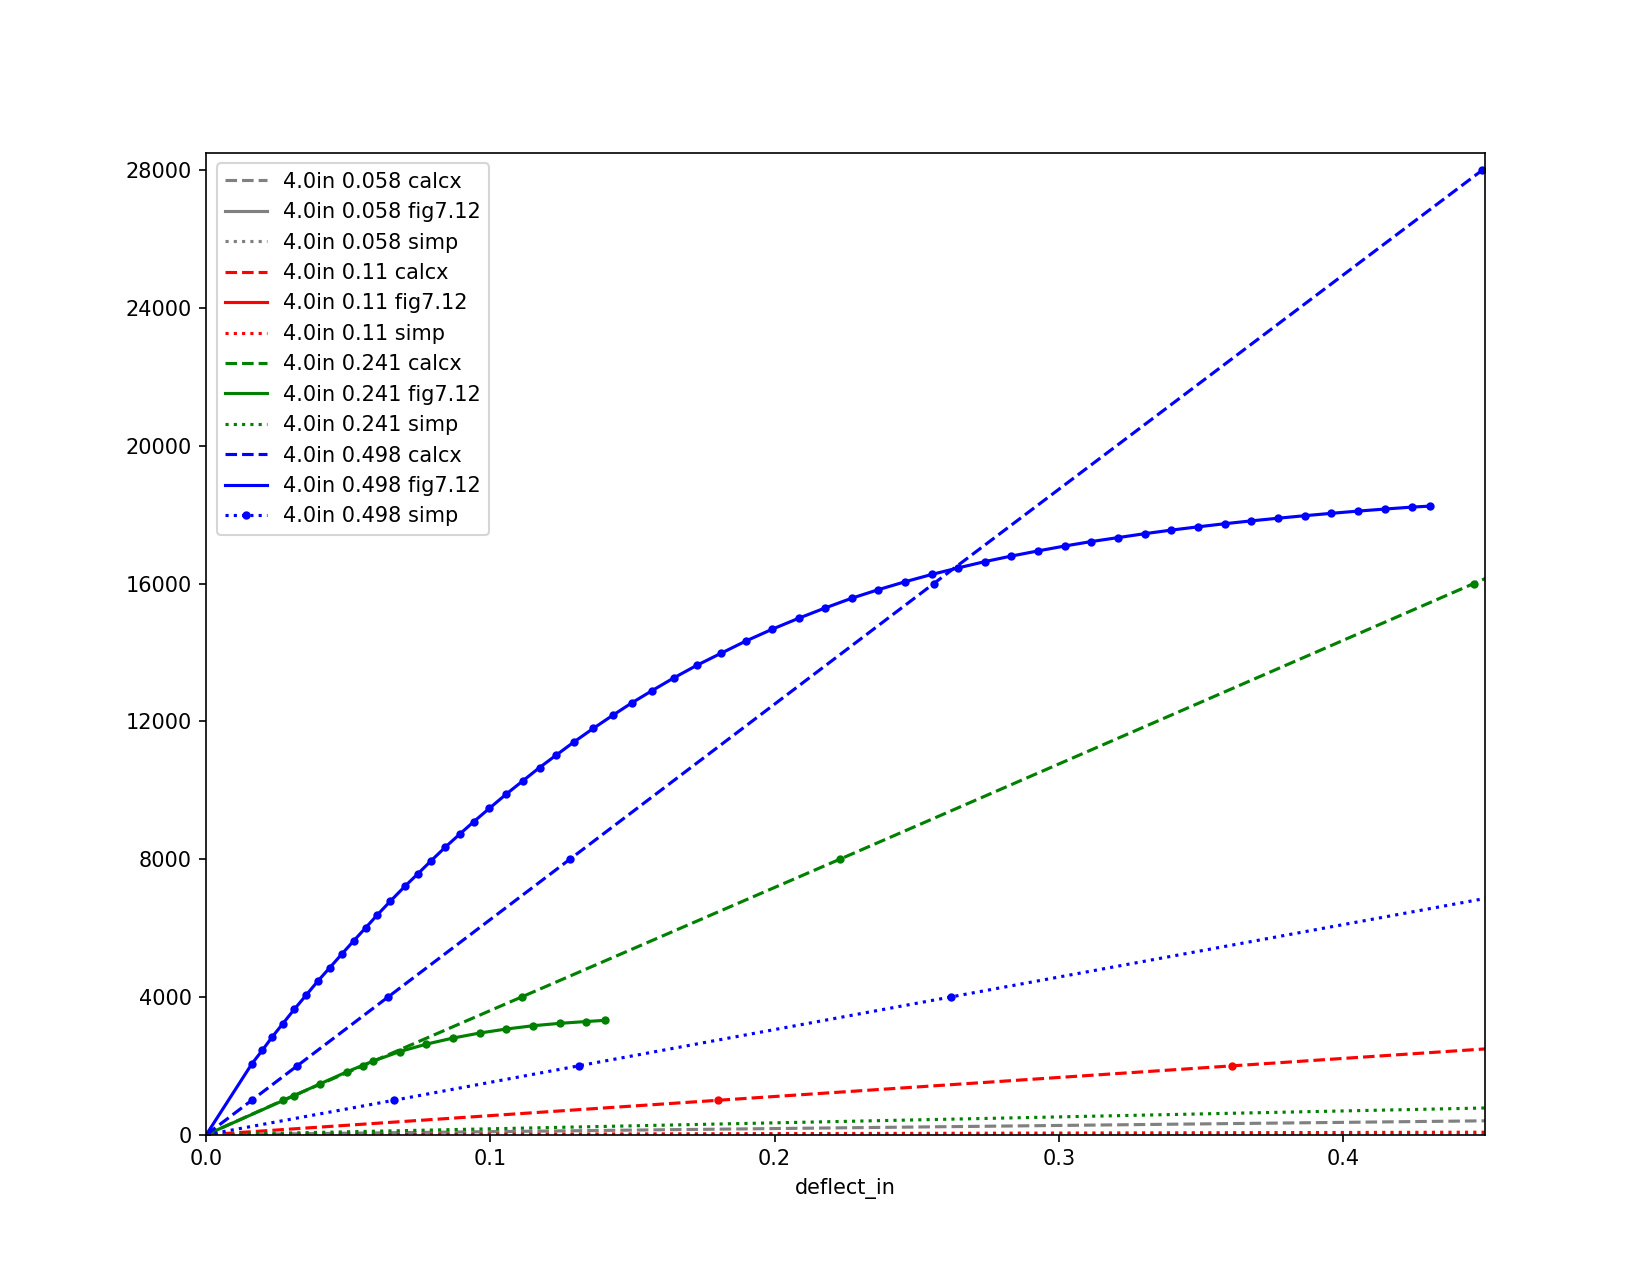 28000
24000
20000
16000
12000
8000
4000
0
4.0in 0.058 calcx
4.0in 0.058 fig7.12
4.0in 0.058 simp
4.0in 0.11 calcx
4.0in 0.11 fig7.12
4.0in 0.11 simp
4.0in 0.241 calcx
4.0in 0.241 fig7.12
4.0in 0.241 simp
4.0in 0.498 calcx
4.0in 0.498 fig7.12
4.0in 0.498 simp
0.0 0.1 0.2 0.3 0.4
deflect_in